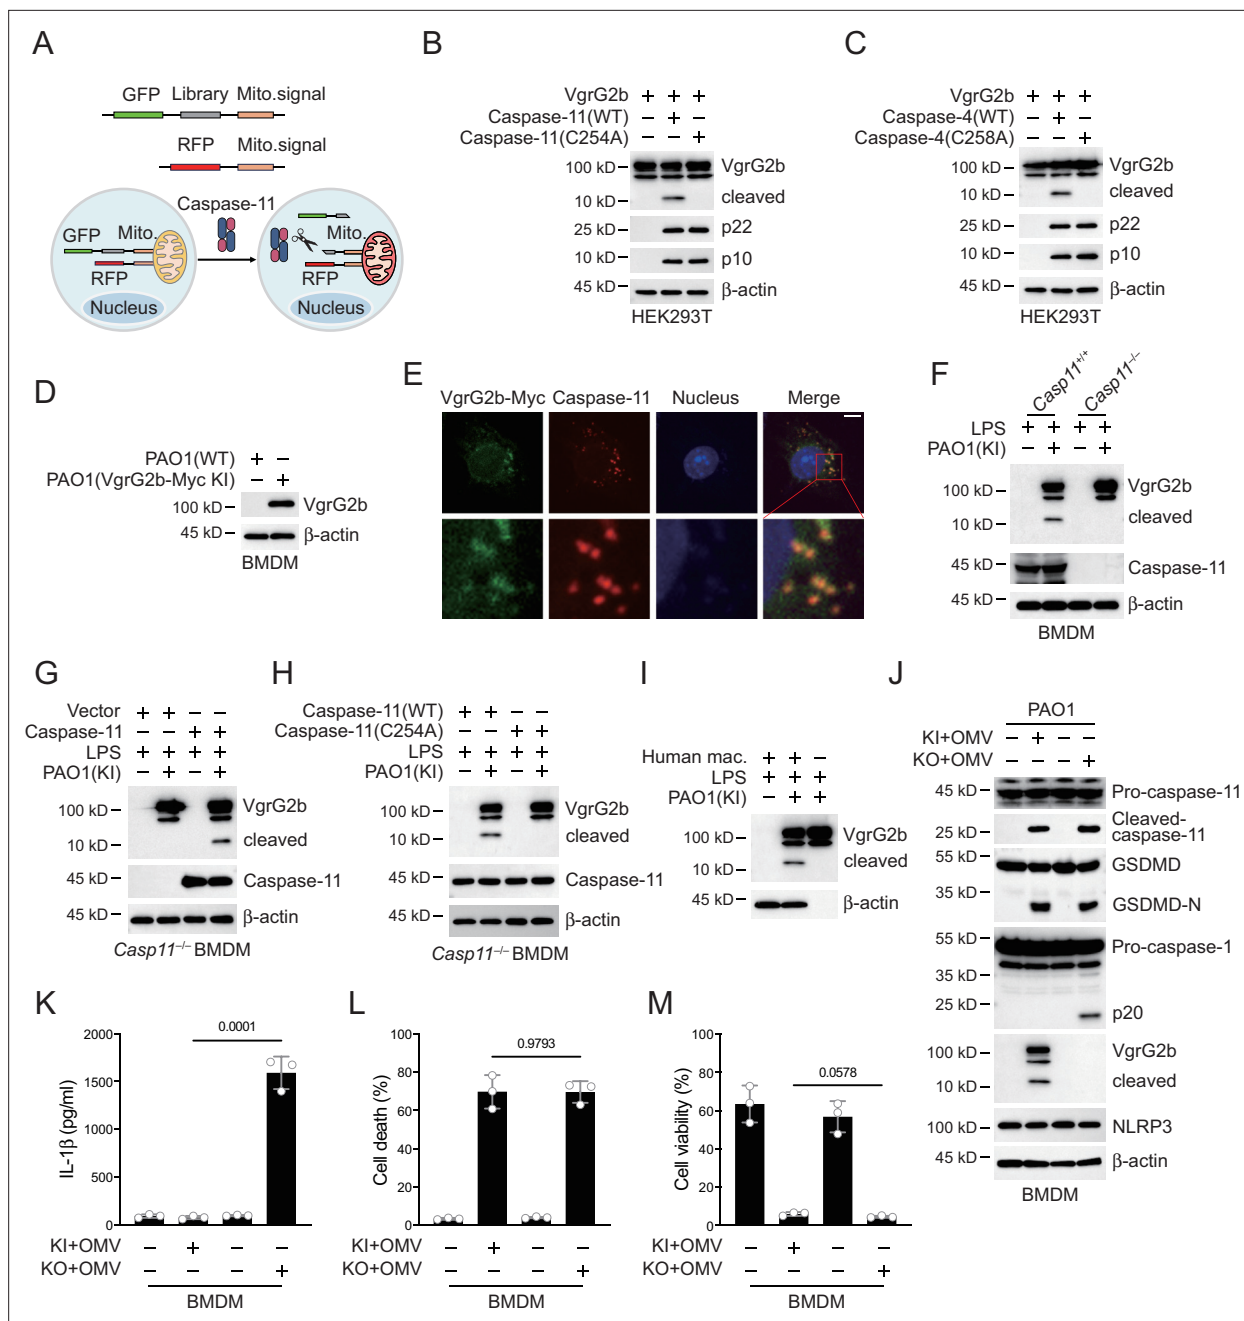 A
GFP Library Mito.signal
RFP Mito.signal
Caspase-11
GFP Mito.
RFP
Nucleus
Mito.
RFP
Nucleus
B
VgrG2b + + +
Caspase-11(WT) – + –
Caspase-11(C254A) – – +
100 kD VgrG2b
10 kD cleaved
25 kD p22
10 kD p10
45 kD β-actin
HEK293T
C
VgrG2b + + +
Caspase-4(WT) – + –
Caspase-4(C258A) – – +
100 kD VgrG2b
10 kD cleaved
25 kD p22
10 kD p10
45 kD β-actin
HEK293T
D
PAO1(WT) + –
PAO1(VgrG2b-Myc KI) – +
100 kD VgrG2b
45 kD β-actin
BMDM
E
VgrG2b-Myc Caspase-11 Nucleus Merge
F
Casp11+/+ Casp11–/–
LPS + + + +
PAO1(KI) – + – +
100 kD VgrG2b
10 kD cleaved
45 kD Caspase-11
45 kD β-actin
BMDM
G
Vector + + – –
Caspase-11 – – + +
LPS + + + +
PAO1(KI) – + – +
100 kD VgrG2b
10 kD cleaved
45 kD Caspase-11
45 kD β-actin
Casp11–/– BMDM
H
Caspase-11(WT) + + – –
Caspase-11(C254A) – – + +
LPS + + + +
PAO1(KI) – + – +
100 kD VgrG2b
10 kD cleaved
45 kD Caspase-11
45 kD β-actin
Casp11–/– BMDM
I
Human mac. + + –
LPS + + +
PAO1(KI) – + +
100 kD VgrG2b
10 kD cleaved
45 kD β-actin
J
PAO1
KI+OMV – + – –
KO+OMV – – – +
45 kD Pro-caspase-11
25 kD Cleaved-
caspase-11
55 kD GSDMD
35 kD GSDMD-N
55 kD Pro-caspase-1
35 kD
25 kD p20
100 kD VgrG2b
10 kD cleaved
100 kD NLRP3
45 kD β-actin
BMDM
K
IL-1β (pg/ml)
2000
1500
1000
500
0
0.0001
KI+OMV – + – –
KO+OMV – – – +
BMDM
L
Cell death (%)
100
80
60
40
20
0
0.9793
KI+OMV – + – –
KO+OMV – – – +
BMDM
M
Cell viability (%)
100
80
60
40
20
0
0.0578
KI+OMV – + – –
KO+OMV – – – +
BMDM